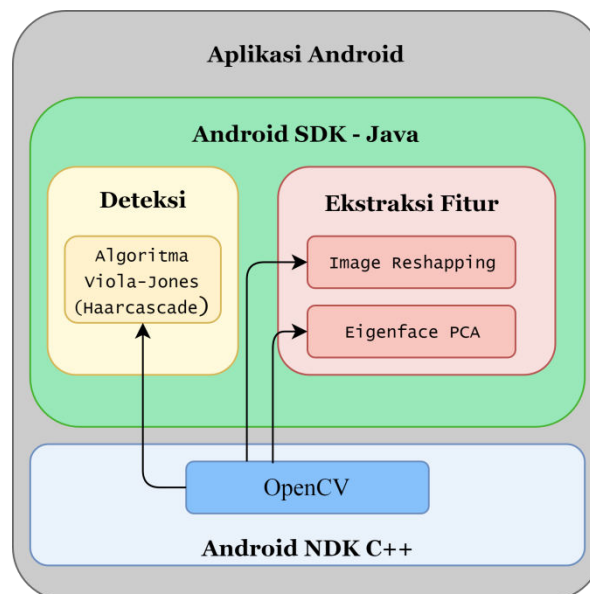 Aplikasi Android
Android SDK - Java
Deteksi
Algoritma
Viola-Jones
(Haarcascade)
Ekstraksi Fitur
Image Reshapping
Eigenface PCA
OpenCV
Android NDK C++